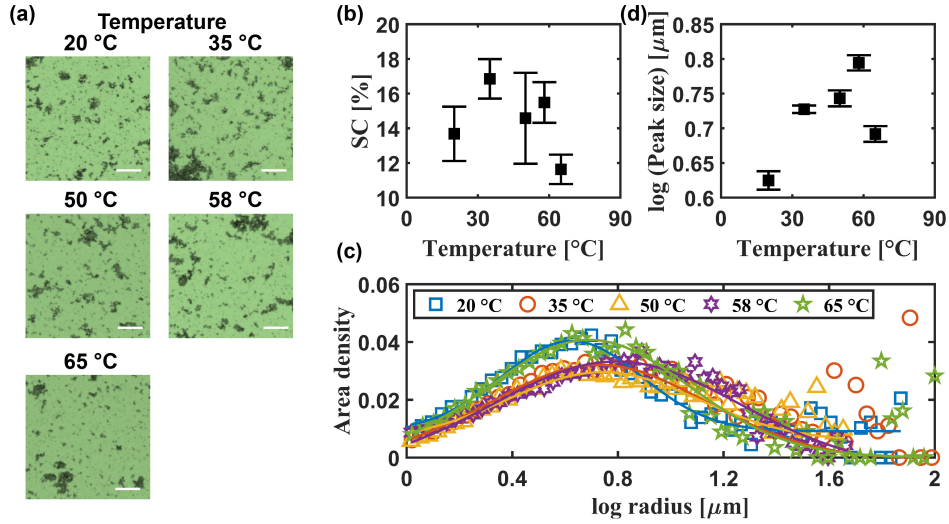 (a)
Temperature
20 °C
35 °C
50 °C
58 °C
65 °C
(b)
SC [%]
20
18
16
14
12
10
0
30
60
90
Temperature [°C]
(d)
log (Peak size) [μm]
0.85
0.8
0.75
0.7
0.65
0.6
0
30
60
90
Temperature [°C]
(c)
Area density
0.06
0.04
0.02
0
20 °C
35 °C
50 °C
58 °C
65 °C
0
0.4
0.8
1.2
1.6
2
log radius [μm]